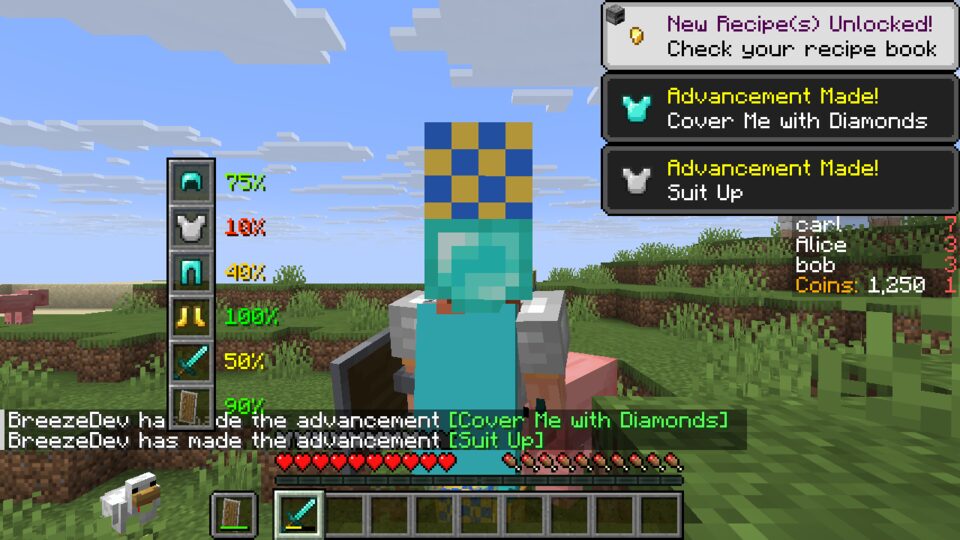 New Recipe(s) Unlocked!
Check your recipe book
Advancement Made!
Cover Me with Diamonds
Advancement Made!
Suit Up
75%
10%
40%
100%
50%
90%
carl 7
Alice 3
bob 3
Coins: 1,250 1
BreezeDev has made the advancement [Cover Me with Diamonds]
BreezeDev has made the advancement [Suit Up]